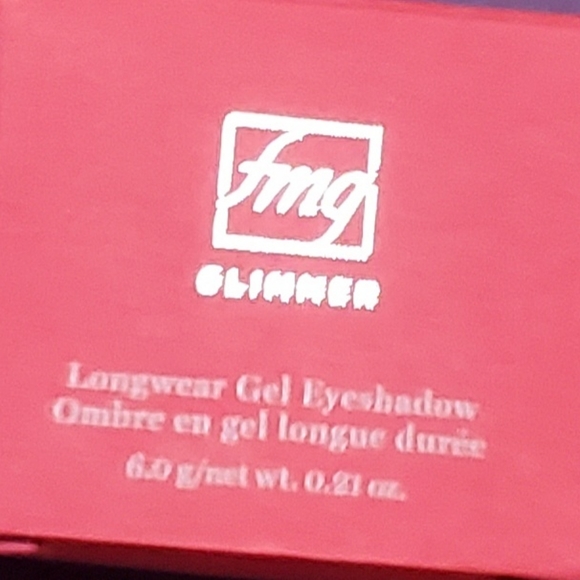 fmg
GLIMMER
Longwear Gel Eyeshadow
Ombre en gel longue durée
6.0 g/net wt. 0.21 oz.